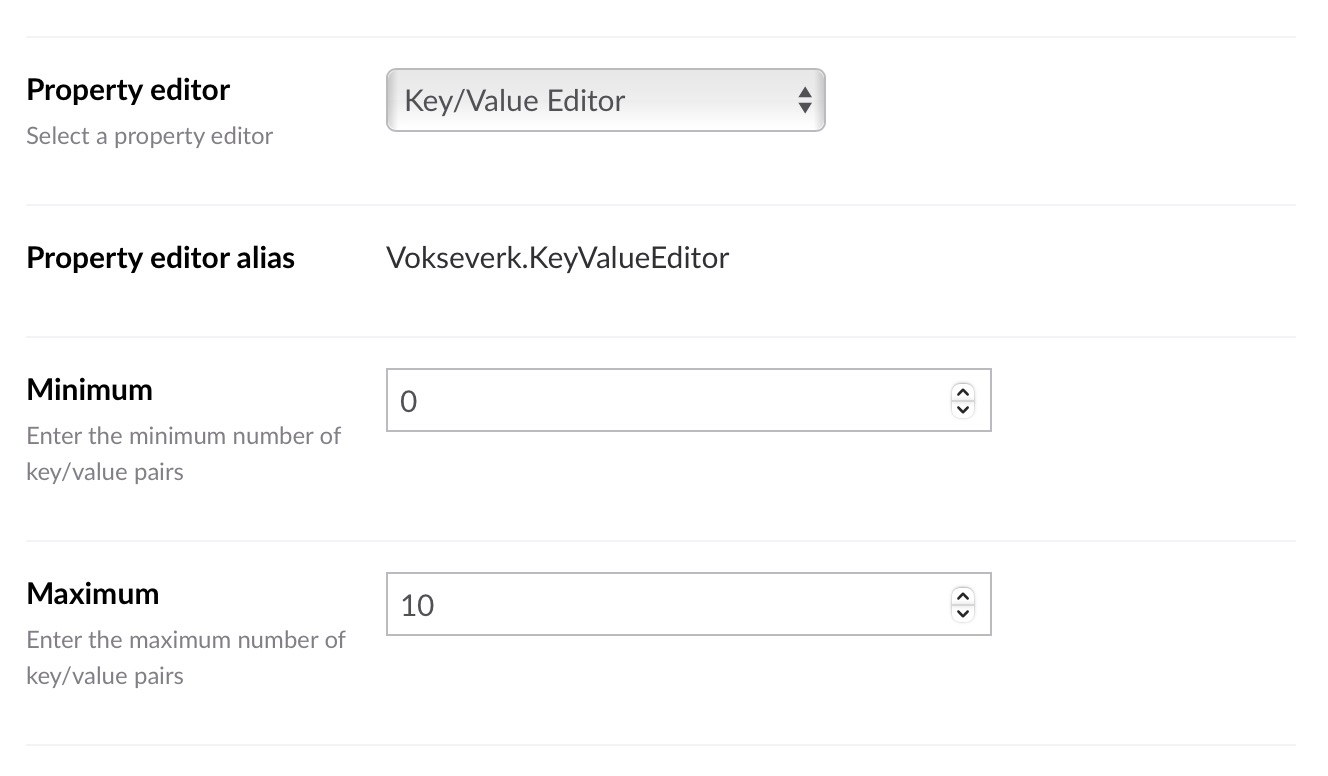 Property editor
Key/Value Editor
Select a property editor
Property editor alias
Vokseverk.KeyValueEditor
Minimum
0
Enter the minimum number of
key/value pairs
Maximum
10
Enter the maximum number of
key/value pairs